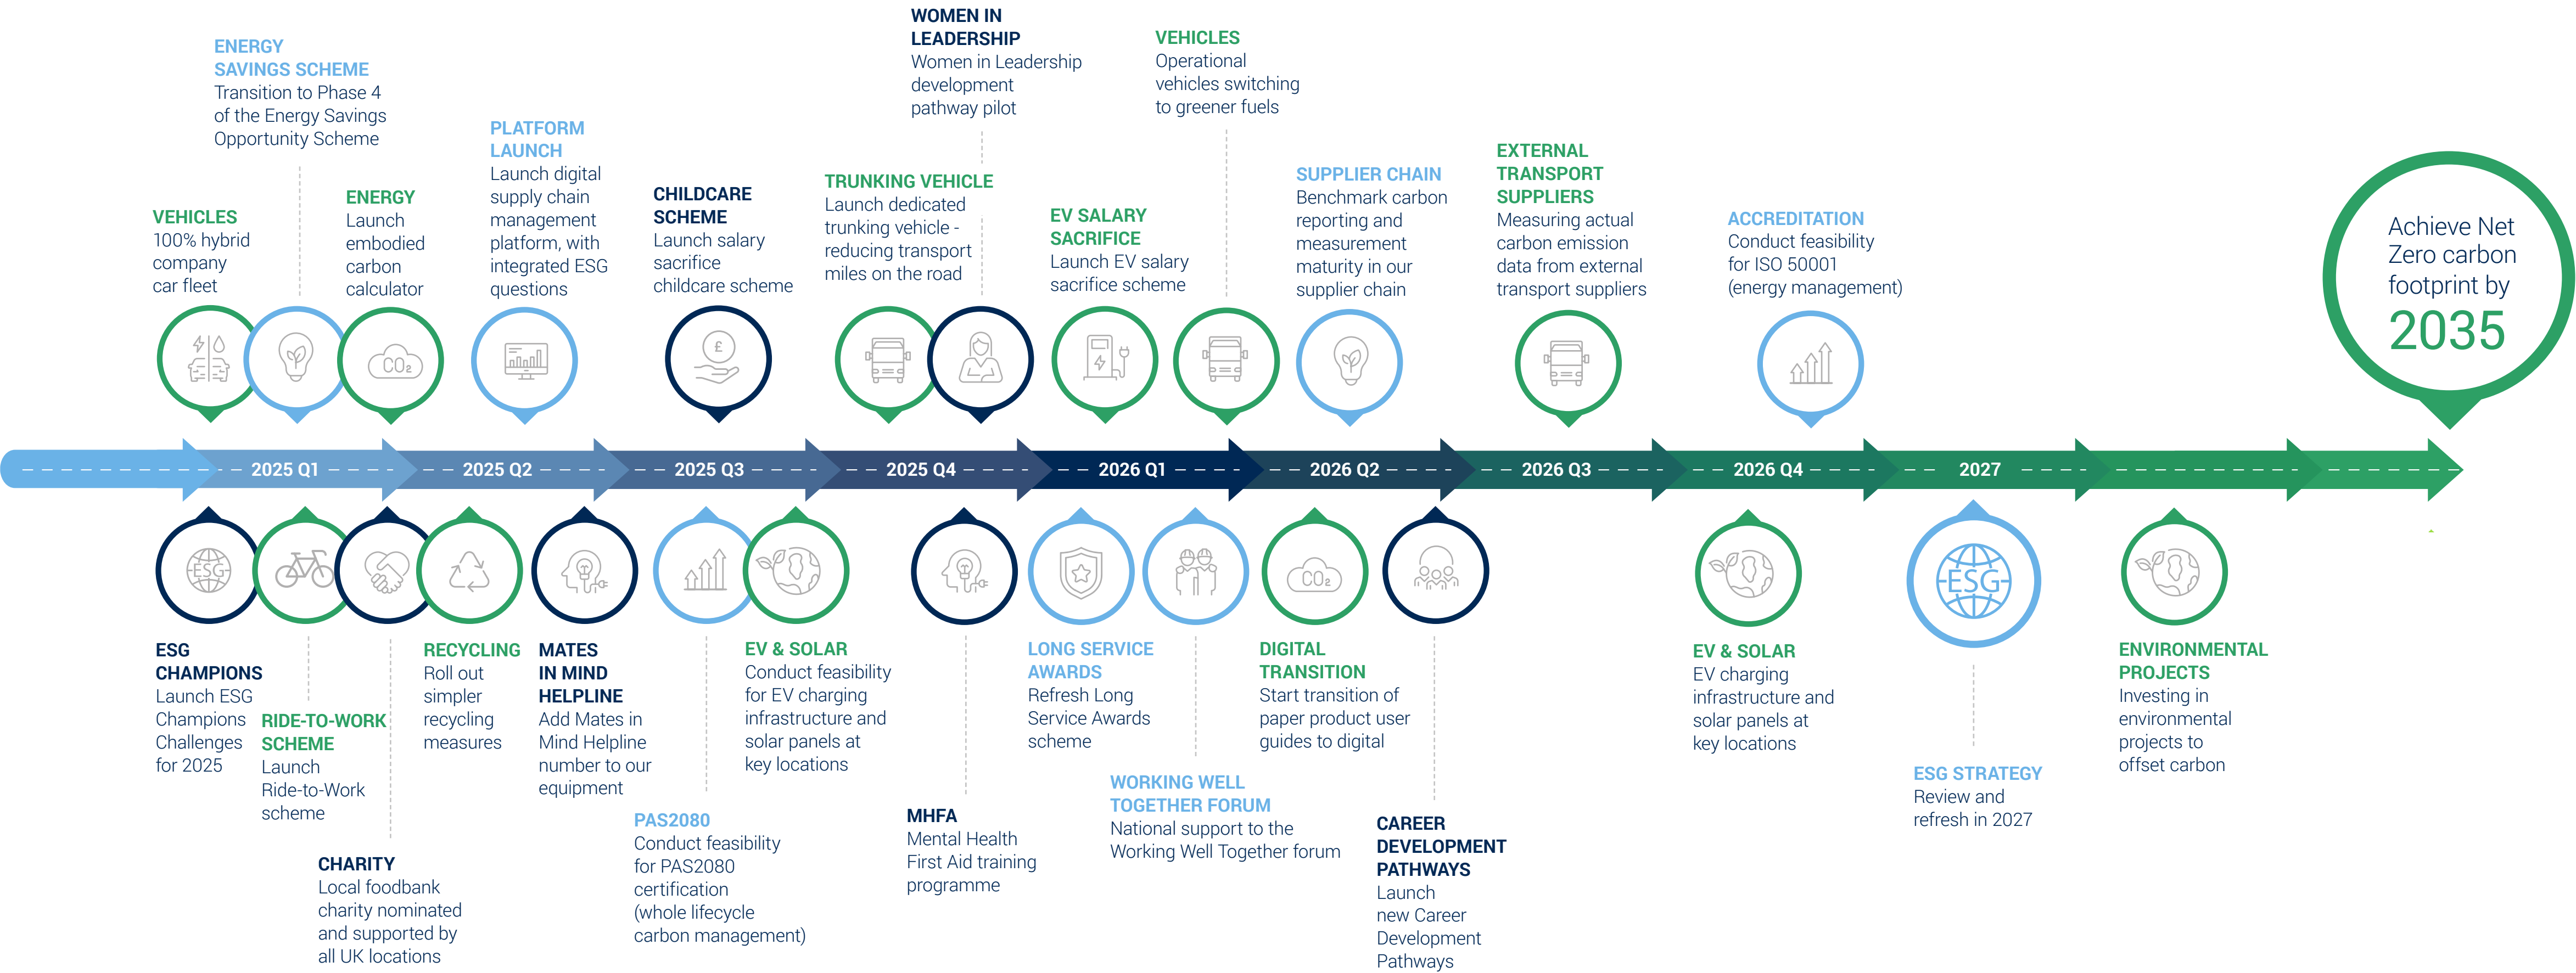 ENERGY
SAVINGS SCHEME
Transition to Phase 4
of the Energy Savings
Opportunity Scheme
WOMEN IN
LEADERSHIP
Women in Leadership
development
pathway pilot
VEHICLES
Operational
vehicles switching
to greener fuels
VEHICLES
100% hybrid
company
car fleet
ENERGY
Launch
embodied
carbon
calculator
PLATFORM
LAUNCH
Launch digital
supply chain
management
platform, with
integrated ESG
questions
CHILDCARE
SCHEME
Launch salary
sacrifice
childcare scheme
TRUNKING VEHICLE
Launch dedicated
trunking vehicle -
reducing transport
miles on the road
EV SALARY
SACRIFICE
Launch EV salary
sacrifice scheme
SUPPLIER CHAIN
Benchmark carbon
reporting and
measurement
maturity in our
supplier chain
EXTERNAL
TRANSPORT
SUPPLIERS
Measuring actual
carbon emission
data from external
transport suppliers
ACCREDITATION
Conduct feasibility
for ISO 50001
(energy management)
Achieve Net
Zero carbon
footprint by
2035
CO₂
£
2025 Q1
2025 Q2
2025 Q3
2025 Q4
2026 Q1
2026 Q2
2026 Q3
2026 Q4
2027
ESG
CO₂
ESG
ESG
CHAMPIONS
Launch ESG
Champions
Challenges
for 2025
RIDE-TO-WORK
SCHEME
Launch
Ride-to-Work
scheme
CHARITY
Local foodbank
charity nominated
and supported by
all UK locations
RECYCLING
Roll out
simpler
recycling
measures
MATES
IN MIND
HELPLINE
Add Mates in
Mind Helpline
number to our
equipment
PAS2080
Conduct feasibility
for PAS2080
certification
(whole lifecycle
carbon management)
EV & SOLAR
Conduct feasibility
for EV charging
infrastructure and
solar panels at
key locations
MHFA
Mental Health
First Aid training
programme
LONG SERVICE
AWARDS
Refresh Long
Service Awards
scheme
WORKING WELL
TOGETHER FORUM
National support to the
Working Well Together forum
DIGITAL
TRANSITION
Start transition of
paper product user
guides to digital
CAREER
DEVELOPMENT
PATHWAYS
Launch
new Career
Development
Pathways
EV & SOLAR
EV charging
infrastructure and
solar panels at
key locations
ESG STRATEGY
Review and
refresh in 2027
ENVIRONMENTAL
PROJECTS
Investing in
environmental
projects to
offset carbon